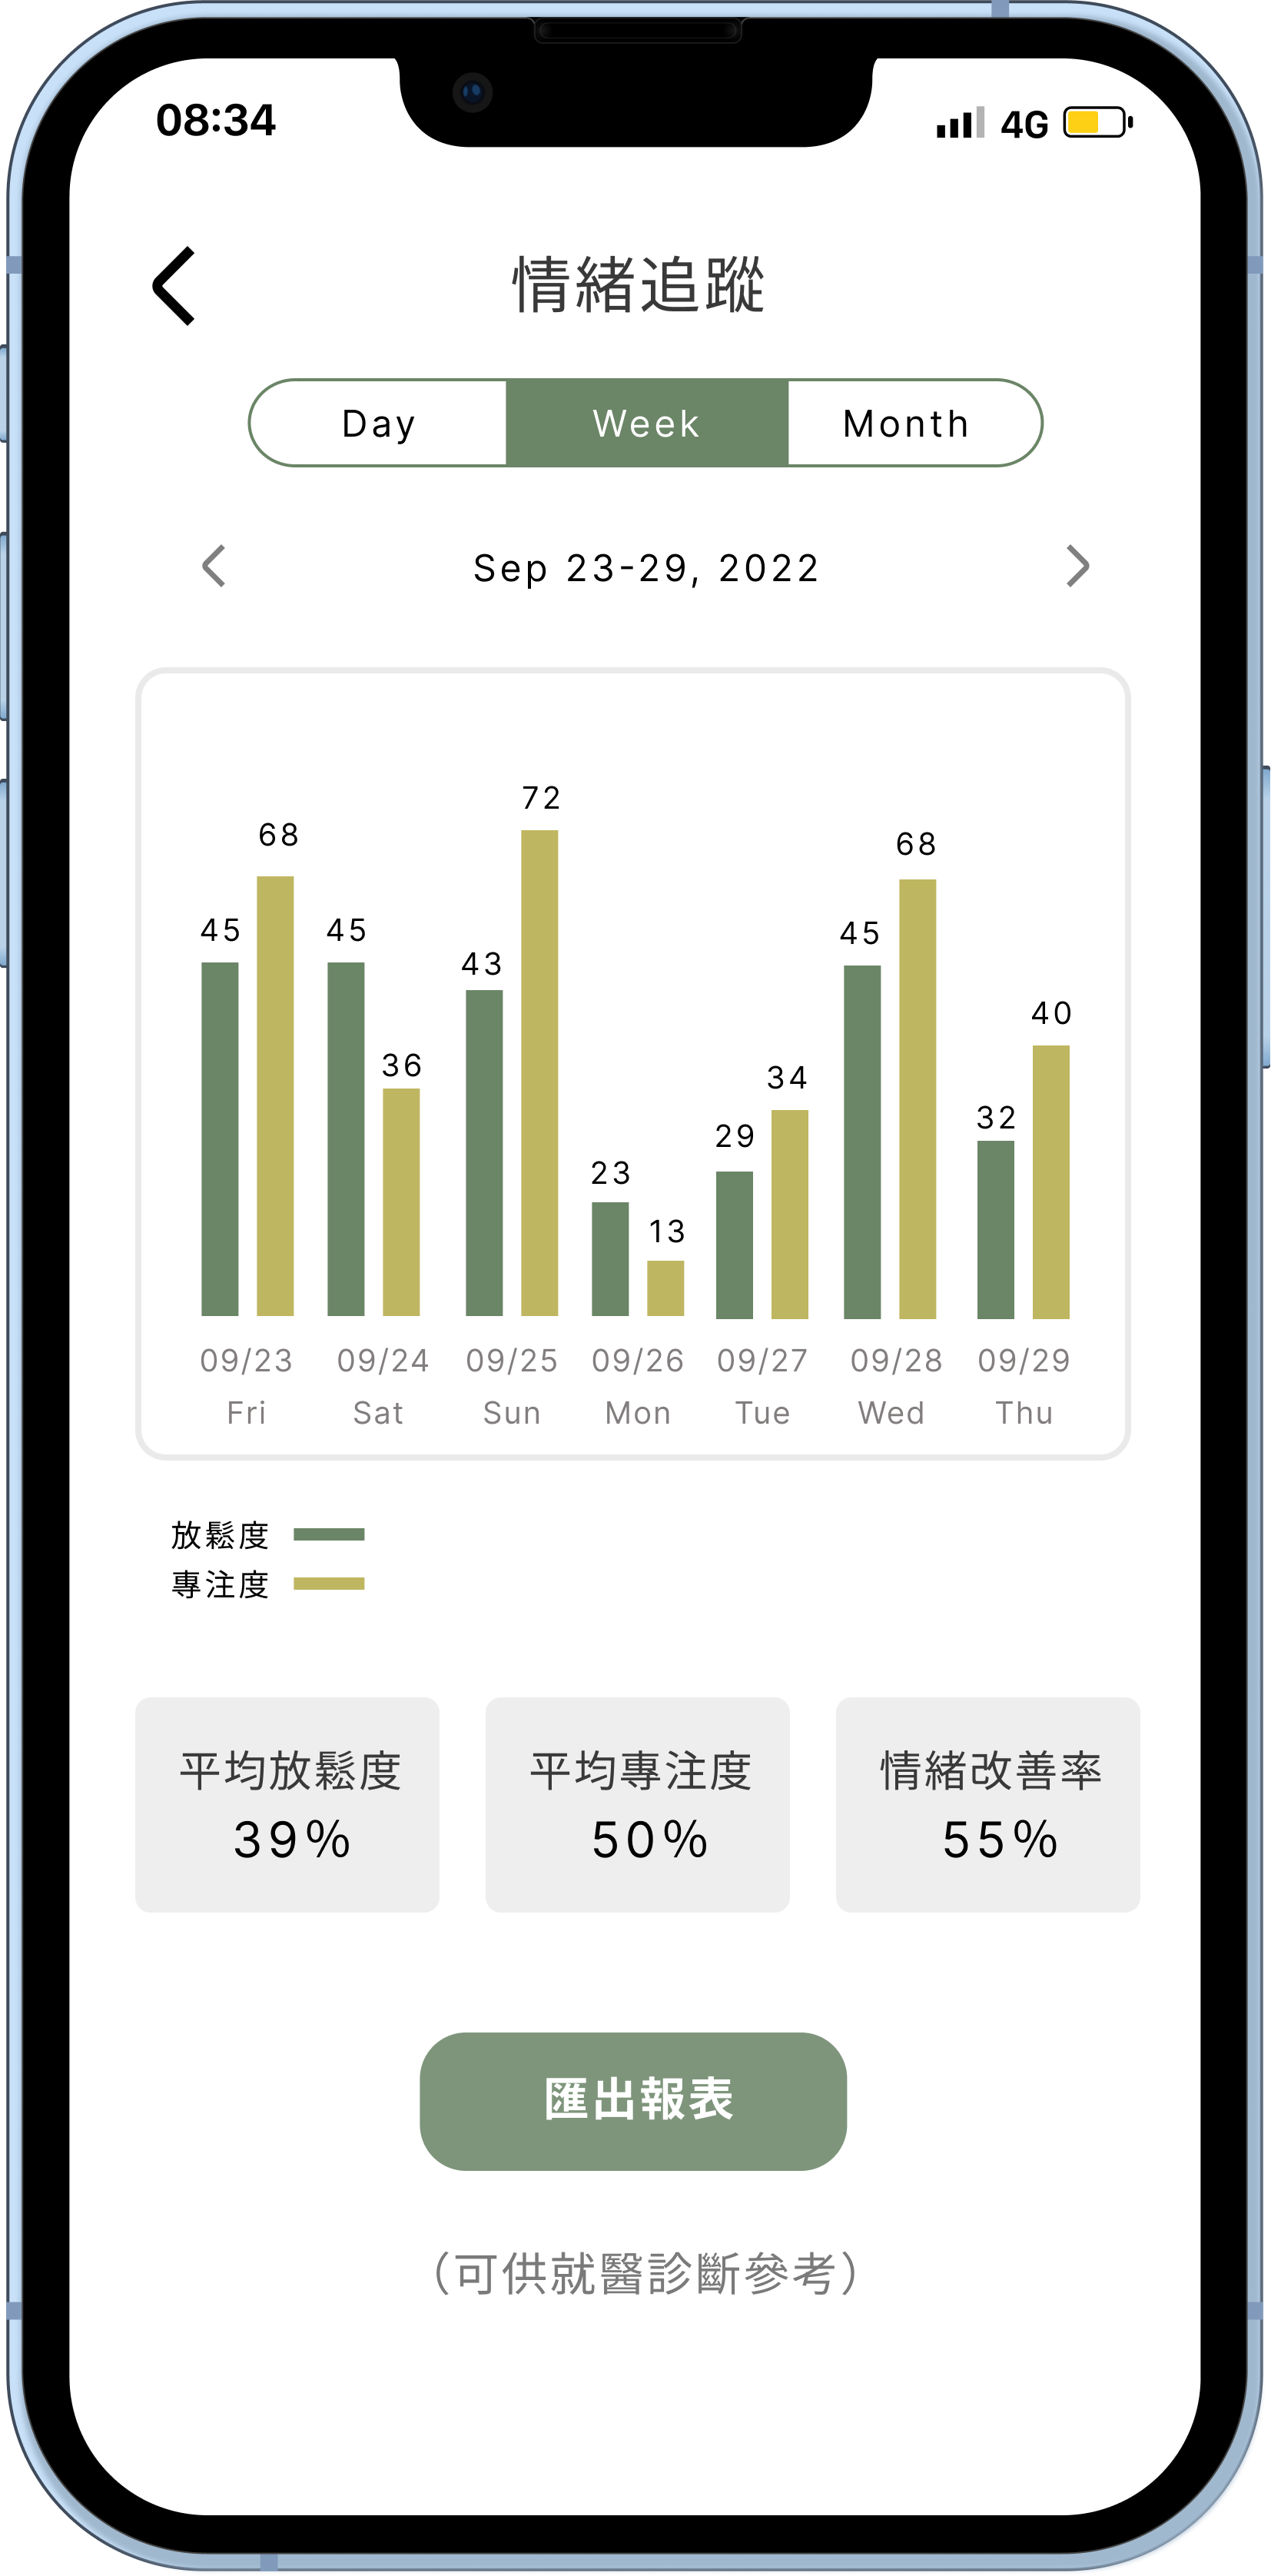 08:34 4G
情緒追蹤
Day Week Month
Sep 23-29, 2022
72
68 68
45 45 45
43
40
36
34
32
29
23
13
09/23 09/24 09/25 09/26 09/27 09/28 09/29
Fri Sat Sun Mon Tue Wed Thu
放鬆度
專注度
平均放鬆度 平均專注度 情緒改善率
39% 50% 55%
匯出報表
（可供就醫診斷參考）